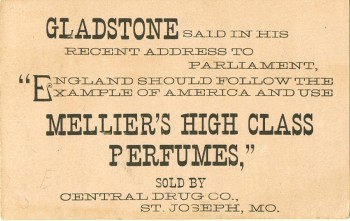 GLADSTONE SAID IN HIS
RECENT ADDRESS TO
PARLIAMENT,
"ENGLAND SHOULD FOLLOW THE
EXAMPLE OF AMERICA AND USE
MELLIER'S HIGH CLASS
PERFUMES,"
SOLD BY
CENTRAL DRUG CO.,
ST. JOSEPH, MO.